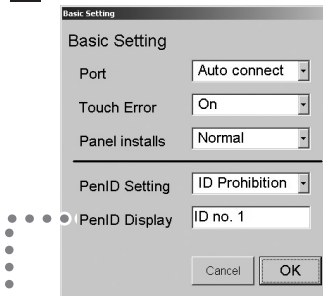 Basic Setting
Basic Setting
Port Auto connect
Touch Error On
Panel installs Normal
PenID Setting ID Prohibition
PenID Display ID no. 1
Cancel OK